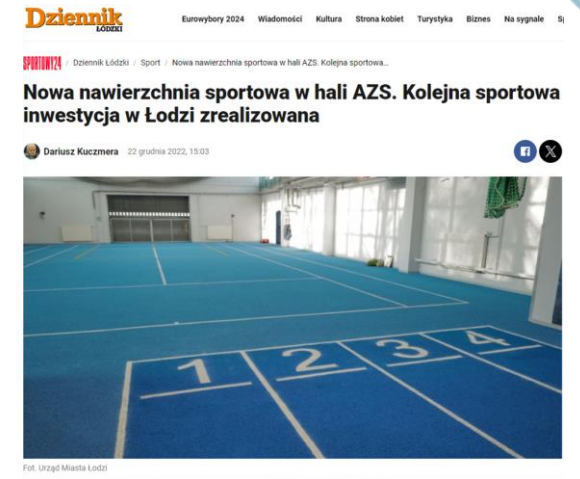 Dziennik
ŁÓDZKI
Eurowybory 2024 Wiadomości Kultura Strona kobiet Turystyka Biznes Na sygnale
SPORTOWY24 / Dziennik Łódzki / Sport / Nowa nawierzchnia sportowa w hali AZS. Kolejna sportowa...
Nowa nawierzchnia sportowa w hali AZS. Kolejna sportowa
inwestycja w Łodzi zrealizowana
Dariusz Kuczmera 22 grudnia 2022, 15:03
1 2 3 4
Fot. Urząd Miasta Łodzi